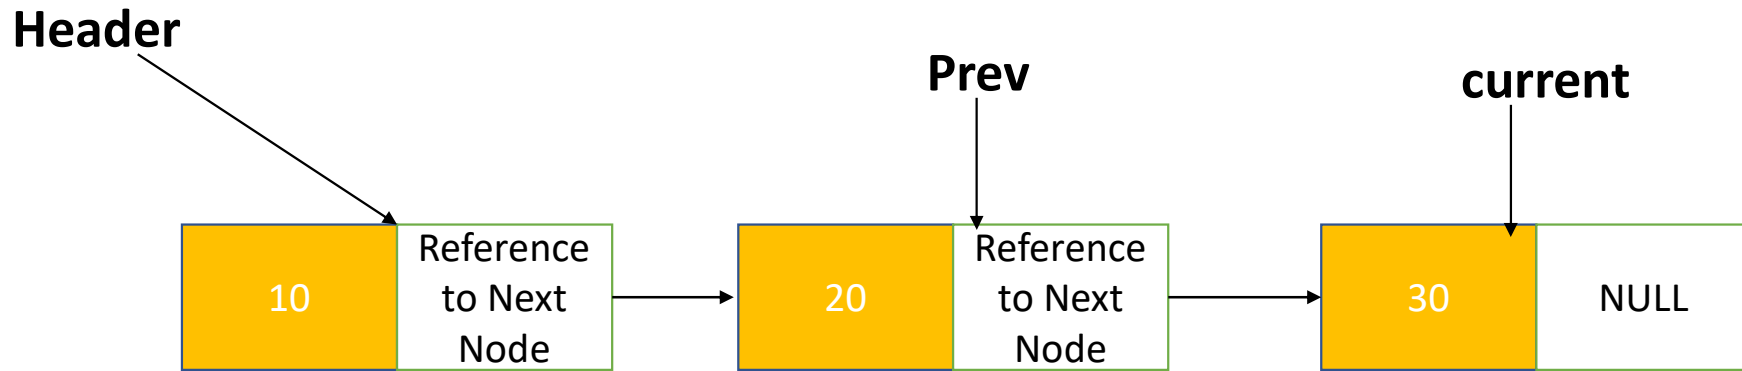 Header
Prev
current
10
Reference
to Next
Node
20
Reference
to Next
Node
30
NULL